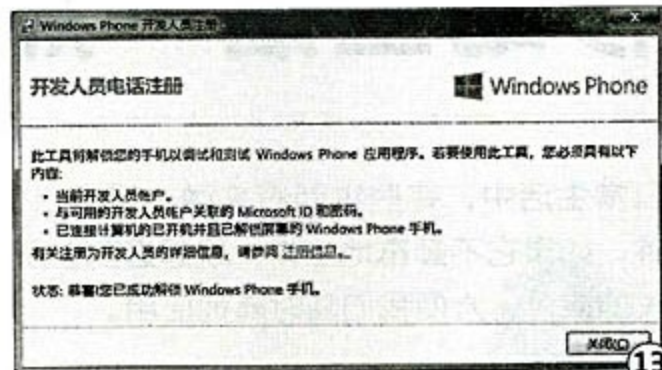 Windows Phone 开发人员注册
开发人员电话注册
Windows Phone
此工具将解锁您的手机以调试和测试 Windows Phone 应用程序。若要使用此工具，您必须具有以下
内容:
• 当前开发人员帐户。
• 与可用的开发人员帐户关联的 Microsoft ID 和密码。
• 已连接计算机的已开机并且已解锁屏幕的 Windows Phone 手机。
有关注册为开发人员的详细信息，请参阅 注册信息。
状态: 恭喜!您已成功解锁 Windows Phone 手机。
关闭(C)
13